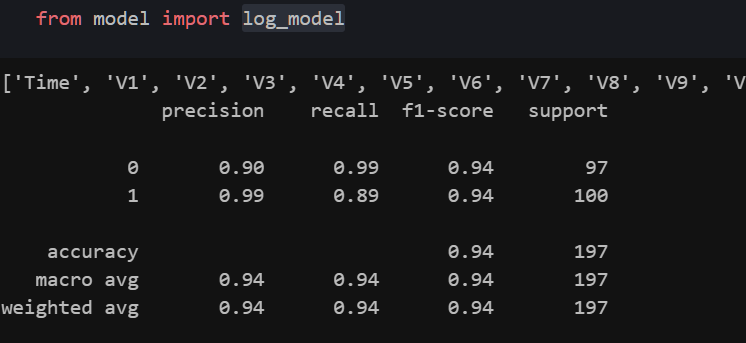 from model import log_model
['Time', 'V1', 'V2', 'V3', 'V4', 'V5', 'V6', 'V7', 'V8', 'V9', 'V
precision recall f1-score support
0 0.90 0.99 0.94 97
1 0.99 0.89 0.94 100
accuracy 0.94 197
macro avg 0.94 0.94 0.94 197
weighted avg 0.94 0.94 0.94 197